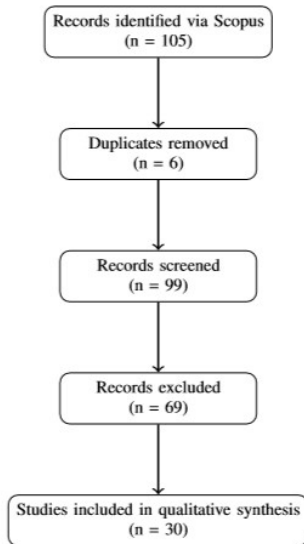 Records identified via Scopus
(n = 105)
Duplicates removed
(n = 6)
Records screened
(n = 99)
Records excluded
(n = 69)
Studies included in qualitative synthesis
(n = 30)